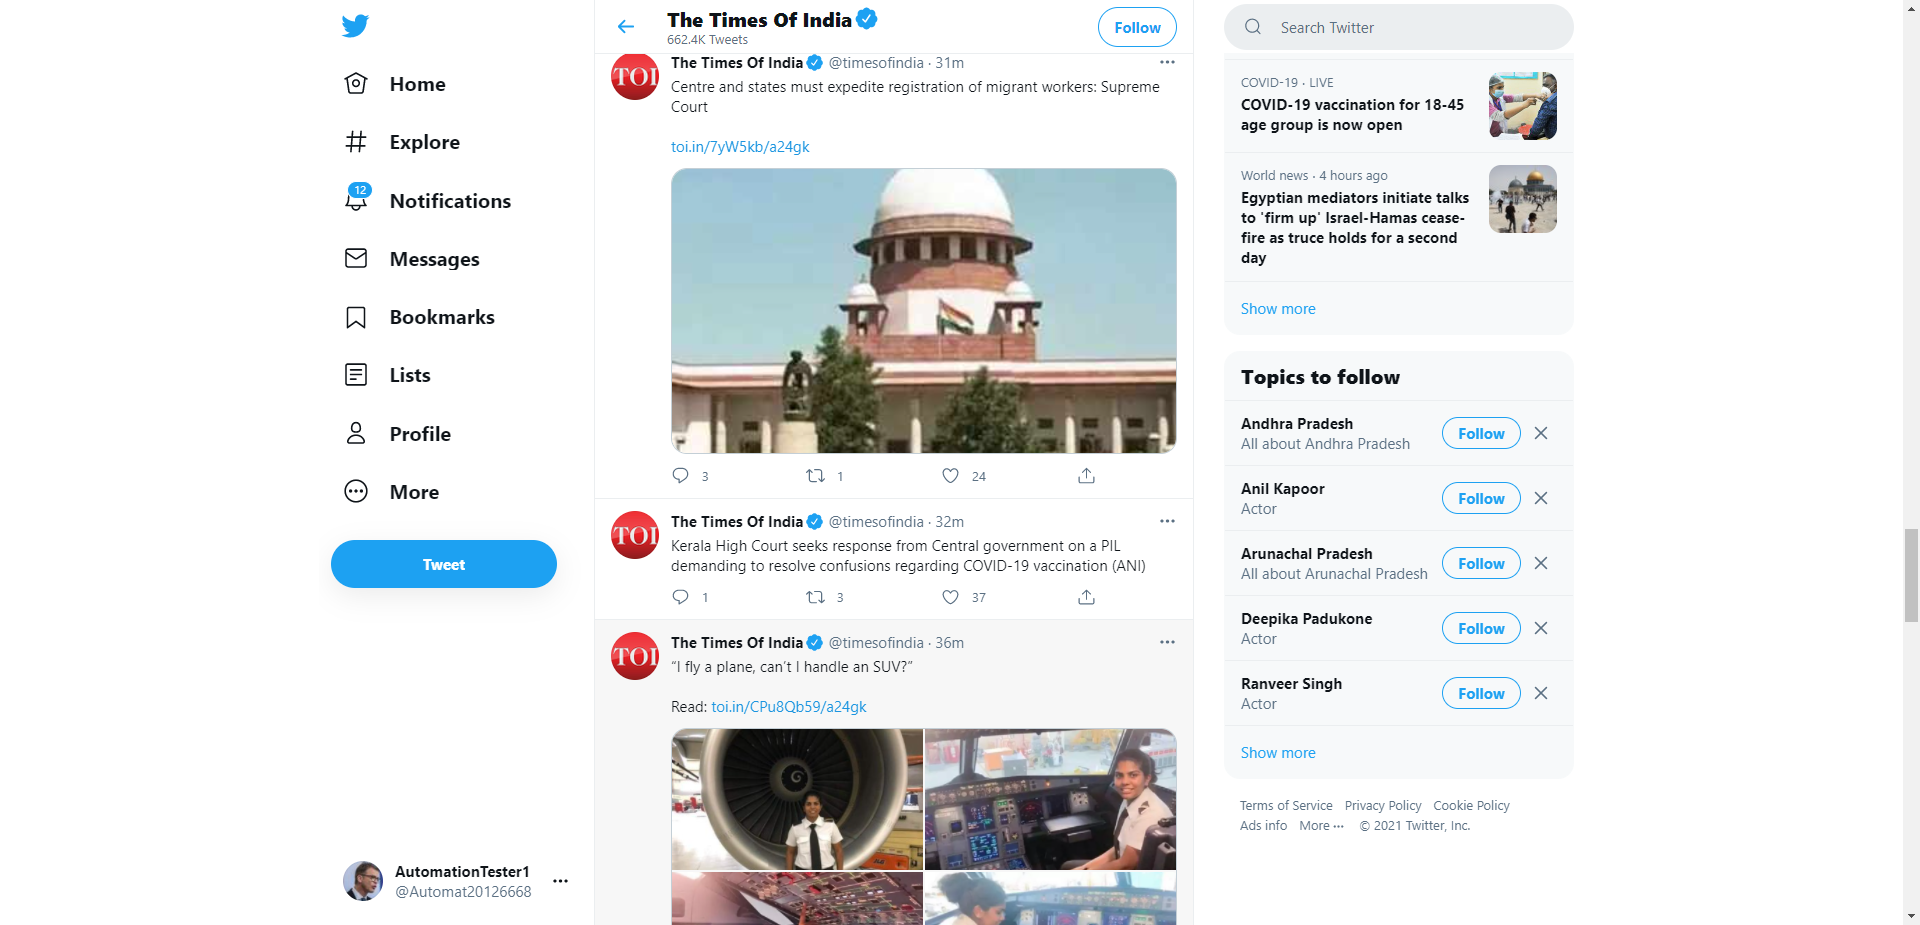 Home
Explore
12
Notifications
Messages
Bookmarks
Lists
Profile
More
Tweet
AutomationTester1
@Automat20126668
The Times Of India
662.4K Tweets
Follow
TOI
The Times Of India @timesofindia · 31m
Centre and states must expedite registration of migrant workers: Supreme
Court
toi.in/7yW5kb/a24gk
3 1 24
TOI
The Times Of India @timesofindia · 32m
Kerala High Court seeks response from Central government on a PIL
demanding to resolve confusions regarding COVID-19 vaccination (ANI)
1 3 37
TOI
The Times Of India @timesofindia · 36m
“I fly a plane, can’t I handle an SUV?”
Read: toi.in/CPu8Qb59/a24gk
Search Twitter
COVID-19 · LIVE
COVID-19 vaccination for 18-45
age group is now open
World news · 4 hours ago
Egyptian mediators initiate talks
to 'firm up' Israel-Hamas cease-
fire as truce holds for a second
day
Show more
Topics to follow
Andhra Pradesh
All about Andhra Pradesh
Follow
Anil Kapoor
Actor
Follow
Arunachal Pradesh
All about Arunachal Pradesh
Follow
Deepika Padukone
Actor
Follow
Ranveer Singh
Actor
Follow
Show more
Terms of Service Privacy Policy Cookie Policy
Ads info More ··· © 2021 Twitter, Inc.